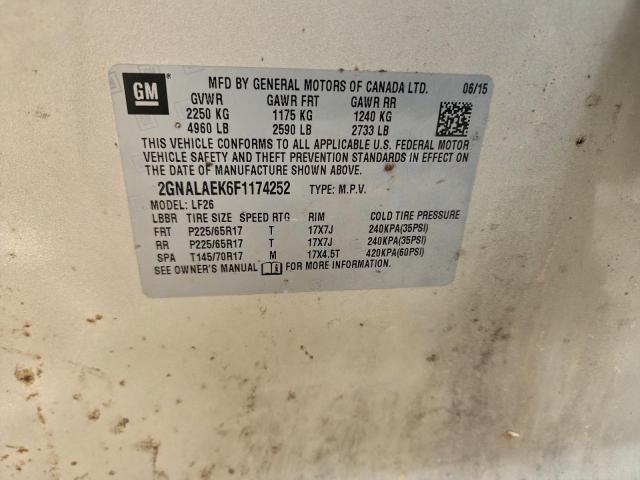 GM
MFD BY GENERAL MOTORS OF CANADA LTD. 06/15
GVWR GAWR FRT GAWR RR
2250 KG 1175 KG 1240 KG
4960 LB 2590 LB 2733 LB
THIS VEHICLE CONFORMS TO ALL APPLICABLE U.S. FEDERAL MOTOR
VEHICLE SAFETY AND THEFT PREVENTION STANDARDS IN EFFECT ON
THE DATE OF MANUFACTURE SHOWN ABOVE.
2GNALAEK6F1174252 TYPE: M.P.V.
MODEL: LF26
LBBR TIRE SIZE SPEED RTG RIM COLD TIRE PRESSURE
FRT P225/65R17 T 17X7J 240KPA(35PSI)
RR P225/65R17 T 17X7J 240KPA(35PSI)
SPA T145/70R17 M 17X4.5T 420KPA(60PSI)
SEE OWNER'S MANUAL FOR MORE INFORMATION.